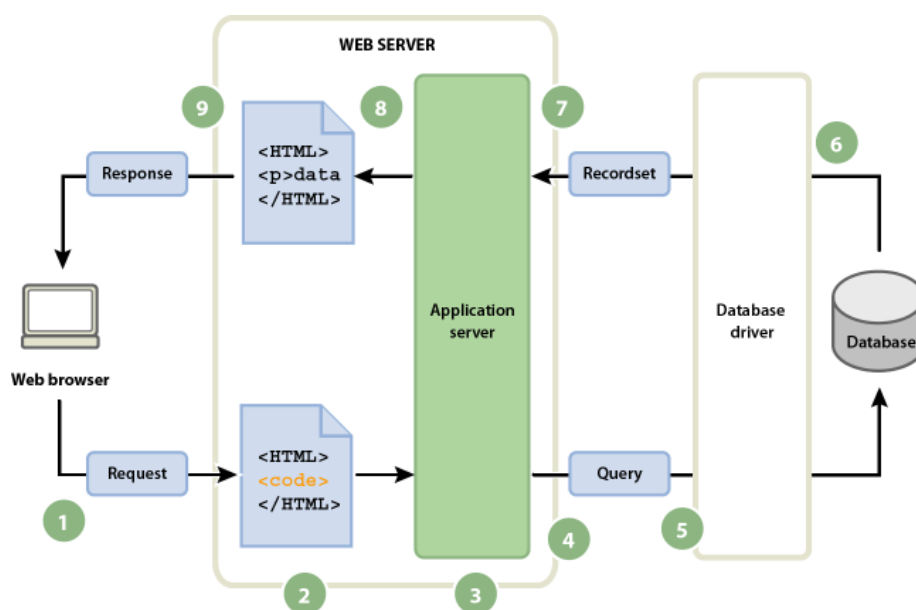 WEB SERVER
9
8
7
6
<HTML>
<p>data
</HTML>
Response
Recordset
Application
server
Database
driver
Database
Web browser
<HTML>
<code>
</HTML>
Request
Query
1
2
3
4
5